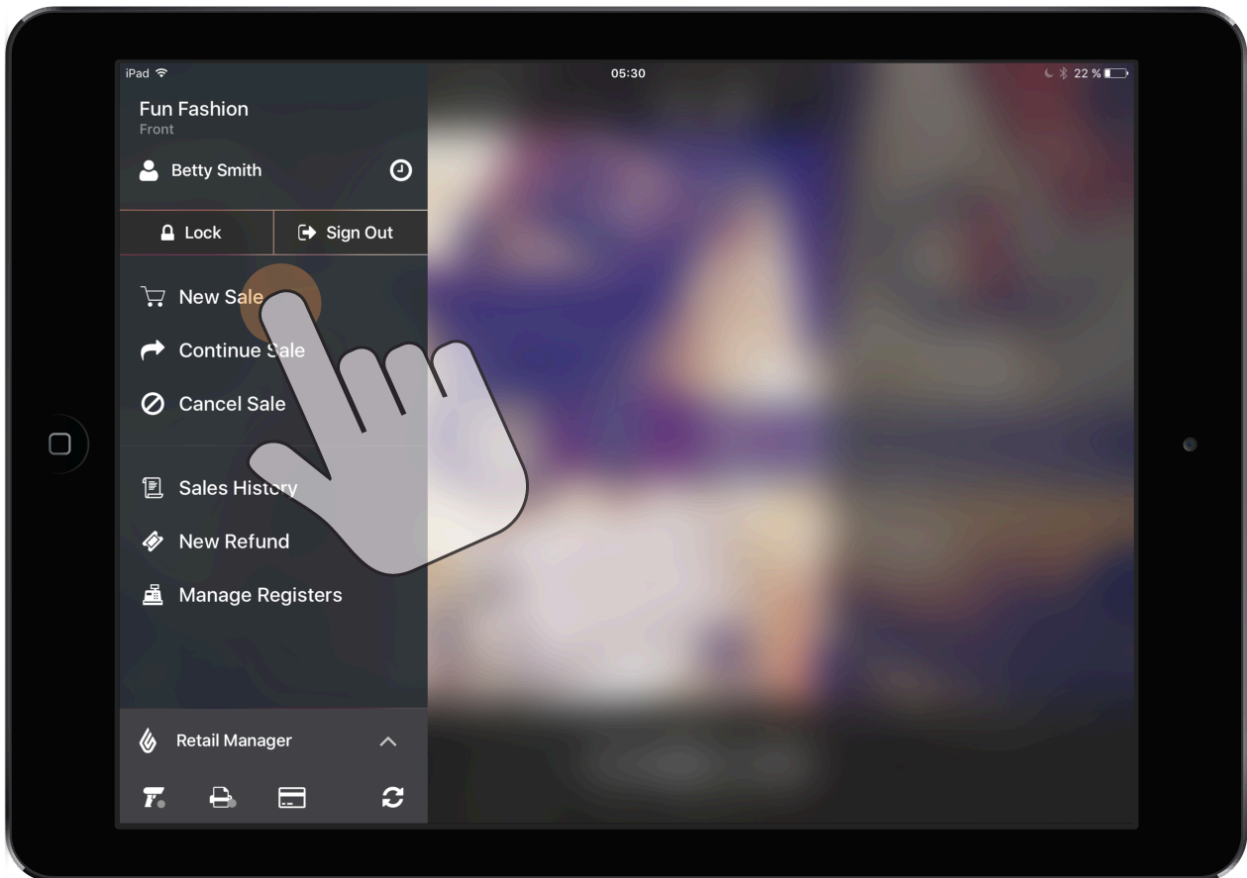 iPad 05:30 22 %
Fun Fashion
Front
Betty Smith
Lock Sign Out
New Sale
Continue Sale
Cancel Sale
Sales History
New Refund
Manage Registers
Retail Manager